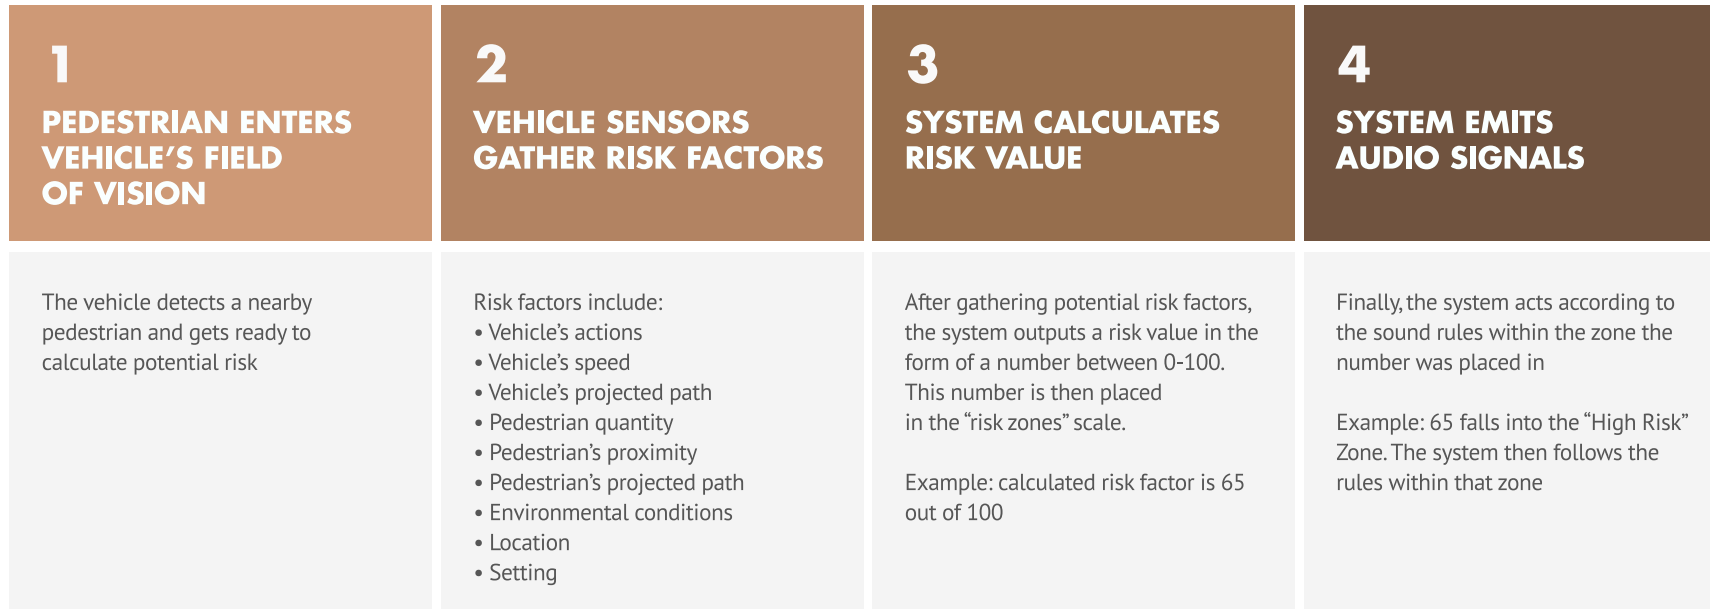 1
PEDESTRIAN ENTERS
VEHICLE’S FIELD
OF VISION
The vehicle detects a nearby
pedestrian and gets ready to
calculate potential risk
2
VEHICLE SENSORS
GATHER RISK FACTORS
Risk factors include:
• Vehicle’s actions
• Vehicle’s speed
• Vehicle’s projected path
• Pedestrian quantity
• Pedestrian’s proximity
• Pedestrian’s projected path
• Environmental conditions
• Location
• Setting
3
SYSTEM CALCULATES
RISK VALUE
After gathering potential risk factors,
the system outputs a risk value in the
form of a number between 0-100.
This number is then placed
in the “risk zones” scale.
Example: calculated risk factor is 65
out of 100
4
SYSTEM EMITS
AUDIO SIGNALS
Finally, the system acts according to
the sound rules within the zone the
number was placed in
Example: 65 falls into the “High Risk”
Zone. The system then follows the
rules within that zone